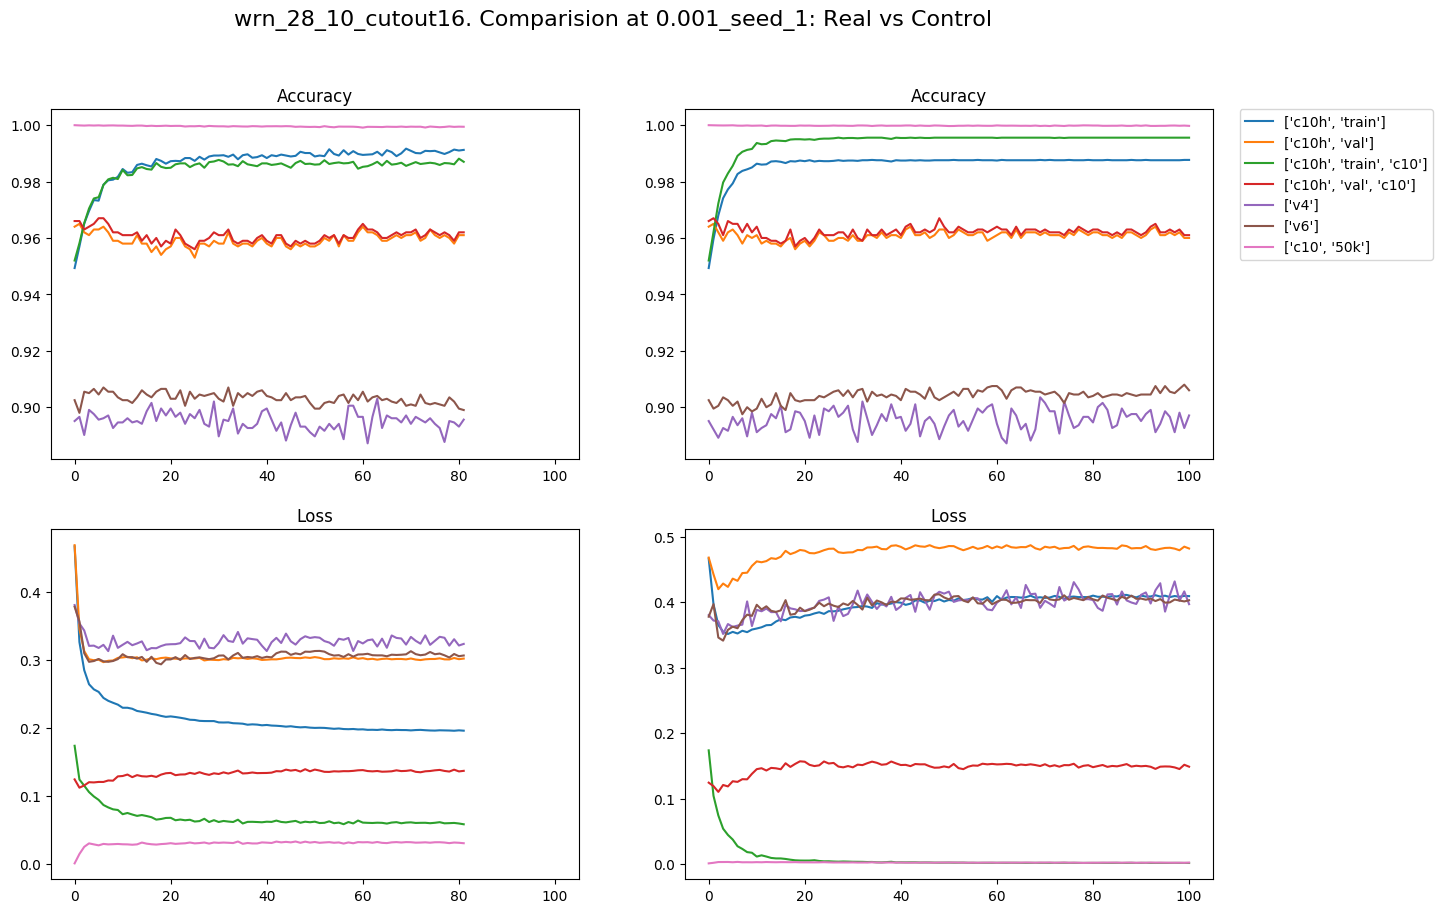 wrn_28_10_cutout16. Comparision at 0.001_seed_1: Real vs Control
Accuracy
1.00
0.98
0.96
0.94
0.92
0.90
0 20 40 60 80 100
Accuracy
1.00
0.98
0.96
0.94
0.92
0.90
0 20 40 60 80 100
['c10h', 'train']
['c10h', 'val']
['c10h', 'train', 'c10']
['c10h', 'val', 'c10']
['v4']
['v6']
['c10', '50k']
Loss
0.4
0.3
0.2
0.1
0.0
0 20 40 60 80 100
Loss
0.5
0.4
0.3
0.2
0.1
0.0
0 20 40 60 80 100